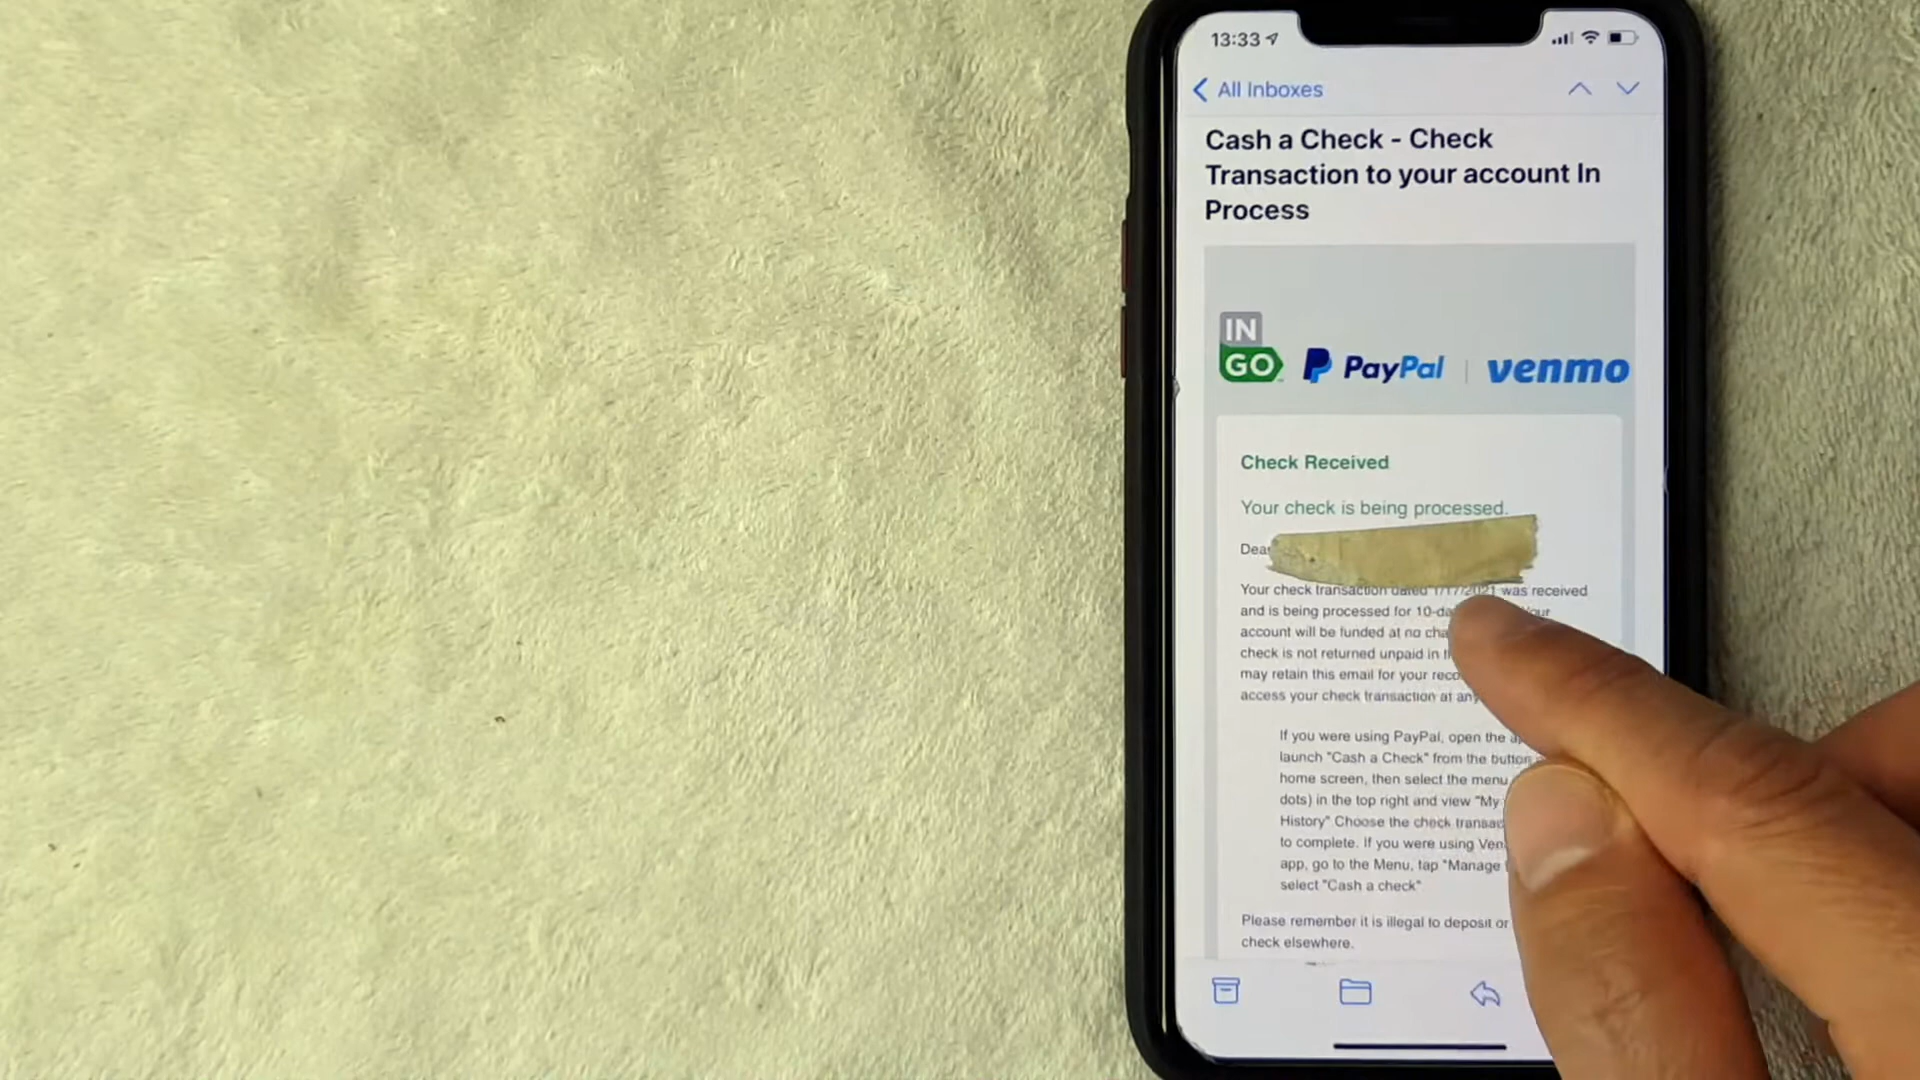 13:33
All Inboxes
Cash a Check - Check
Transaction to your account In
Process
IN
GO
PayPal | venmo
Check Received
Your check is being processed.
Dear
Your check transaction dated 1/17/2021 was received
and is being processed for 10-da
account will be funded at no cha
check is not returned unpaid in
may retain this email for your reco
access your check transaction at any
If you were using PayPal, open the
launch "Cash a Check" from the button
home screen, then select the menu
dots) in the top right and view "My
History" Choose the check transac
to complete. If you were using Ven
app, go to the Menu, tap "Manage
select "Cash a check"
Please remember it is illegal to deposit or
check elsewhere.